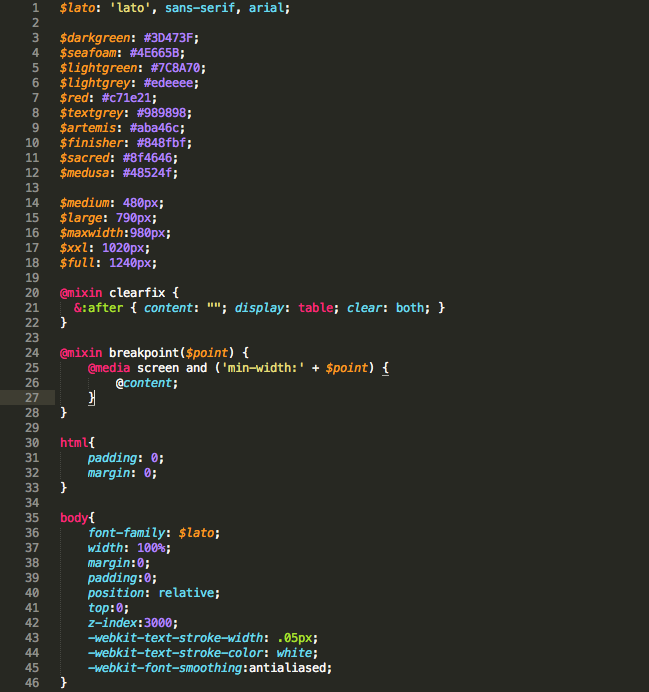 1 $lato: 'lato', sans-serif, arial;
2
3 $darkgreen: #3D473F;
4 $seafoam: #4E665B;
5 $lightgreen: #7C8A70;
6 $lightgrey: #edeeee;
7 $red: #c71e21;
8 $textgrey: #989898;
9 $artemis: #aba46c;
10 $finisher: #848fbf;
11 $sacred: #8f4646;
12 $medusa: #48524f;
13
14 $medium: 480px;
15 $large: 790px;
16 $maxwidth:980px;
17 $xxl: 1020px;
18 $full: 1240px;
19
20 @mixin clearfix {
21   &:after { content: ""; display: table; clear: both; }
22 }
23
24 @mixin breakpoint($point) {
25     @media screen and ('min-width:' + $point) {
26         @content;
27     }
28 }
29
30 html{
31     padding: 0;
32     margin: 0;
33 }
34
35 body{
36     font-family: $lato;
37     width: 100%;
38     margin:0;
39     padding:0;
40     position: relative;
41     top:0;
42     z-index:3000;
43     -webkit-text-stroke-width: .05px;
44     -webkit-text-stroke-color: white;
45     -webkit-font-smoothing:antialiased;
46 }